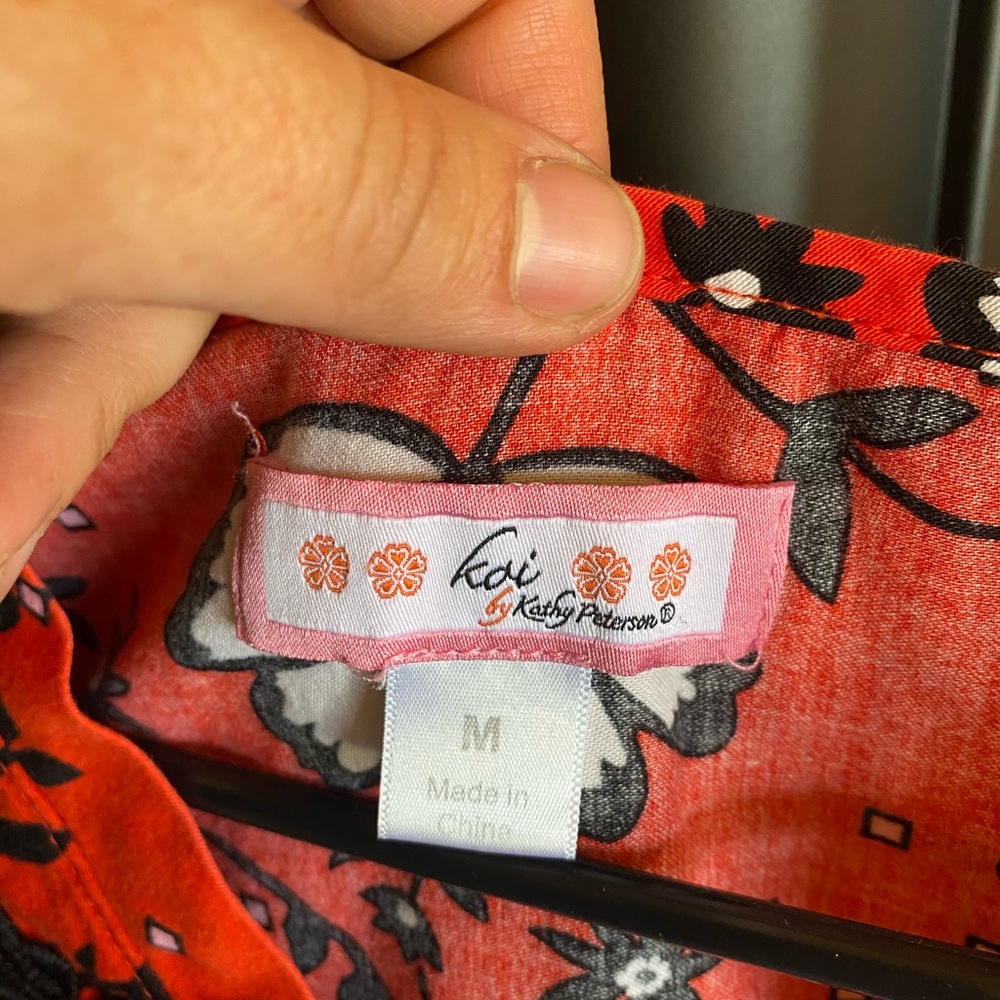 koi
by Kathy Peterson®
M
Made in
China